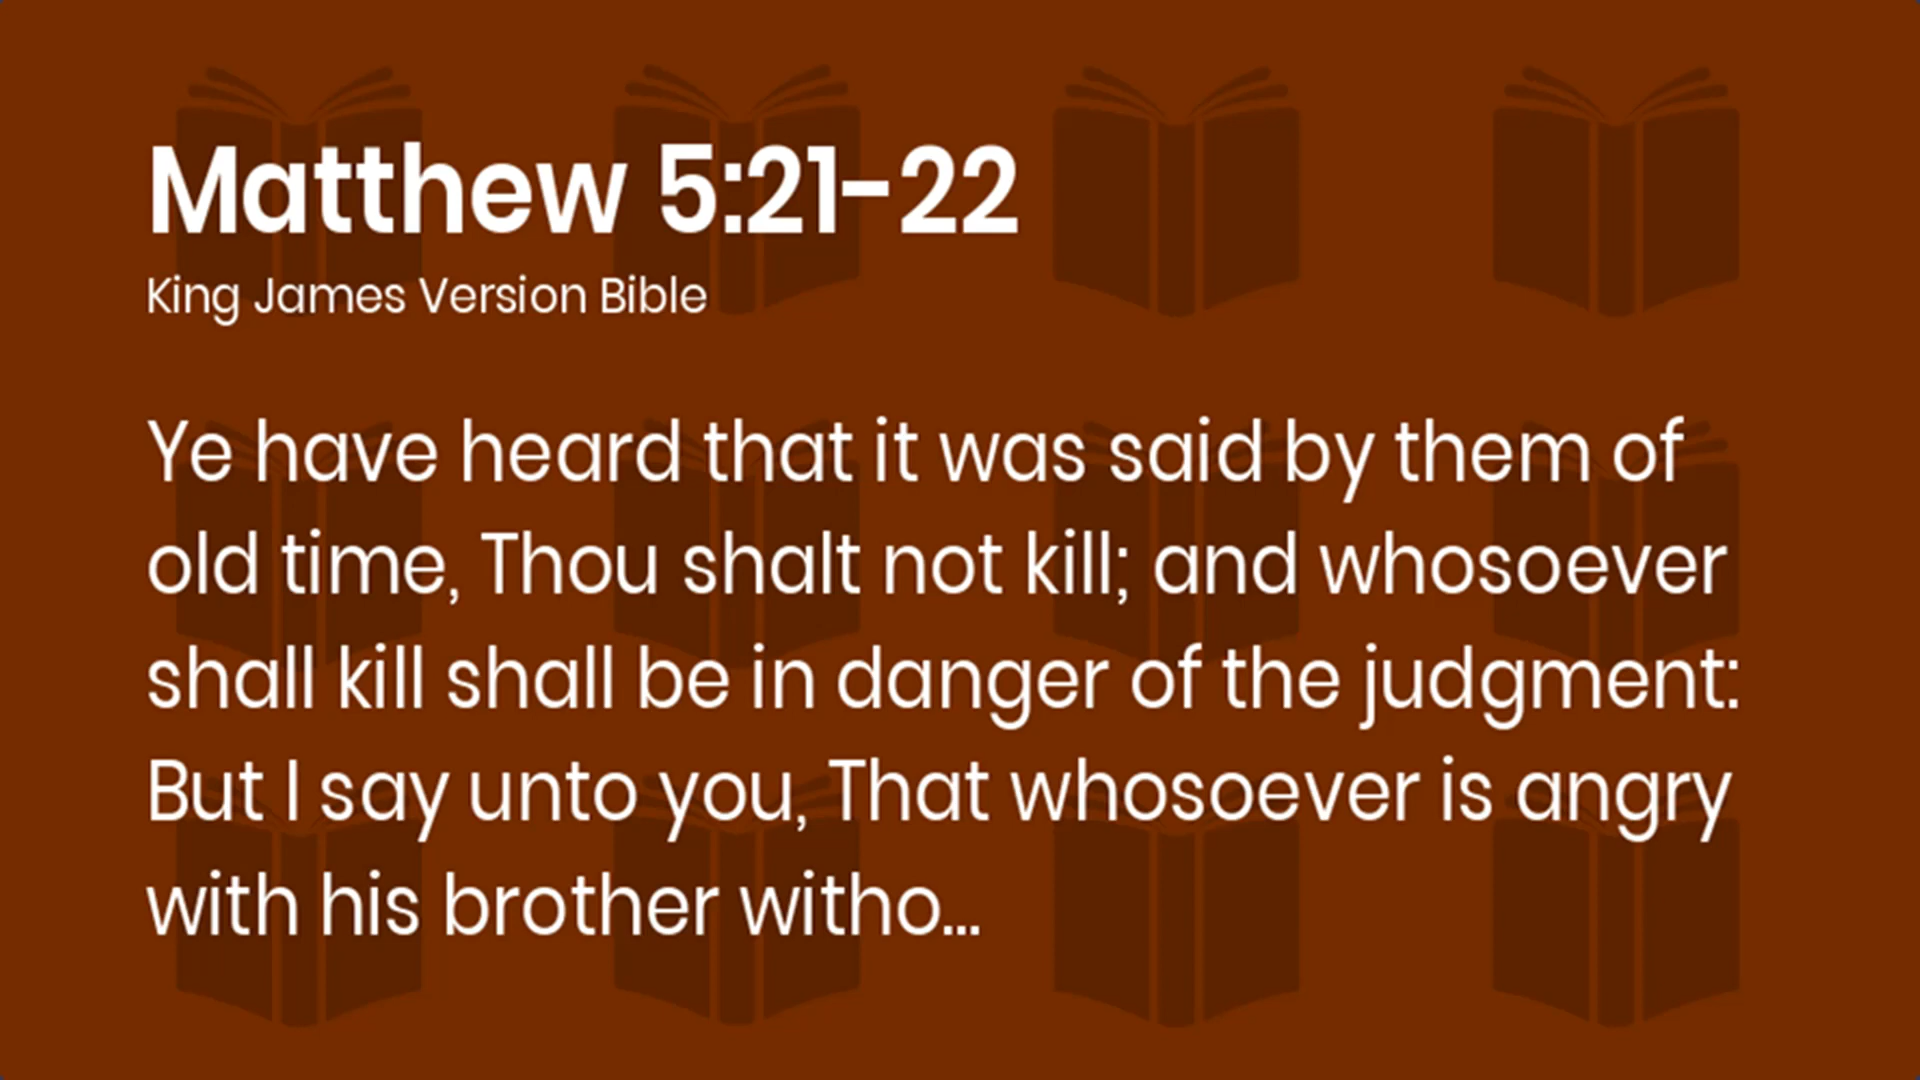 Matthew 5:21-22
King James Version Bible
Ye have heard that it was said by them of
old time, Thou shalt not kill; and whosoever
shall kill shall be in danger of the judgment:
But I say unto you, That whosoever is angry
with his brother witho...